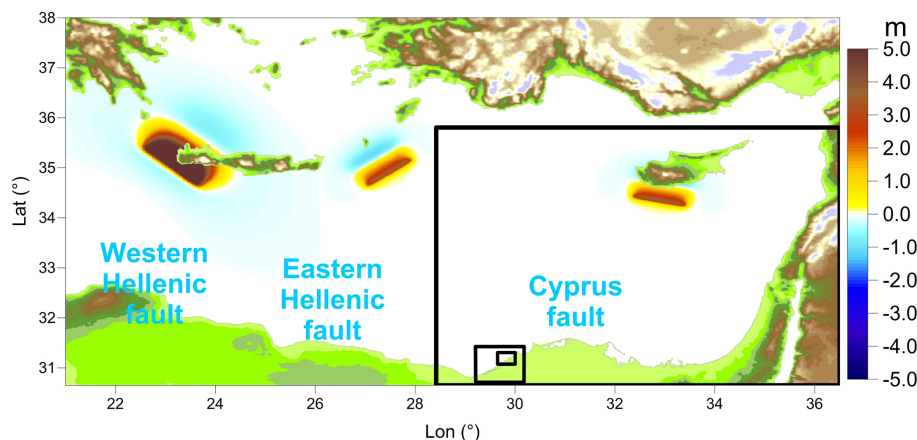 38
37
36
35
34
33
32
31
Lat (°)
22
24
26
28
30
32
34
36
Lon (°)
Western
Hellenic
fault
Eastern
Hellenic
fault
Cyprus
fault
m
5.0
4.0
3.0
2.0
1.0
0.0
-1.0
-2.0
-3.0
-4.0
-5.0